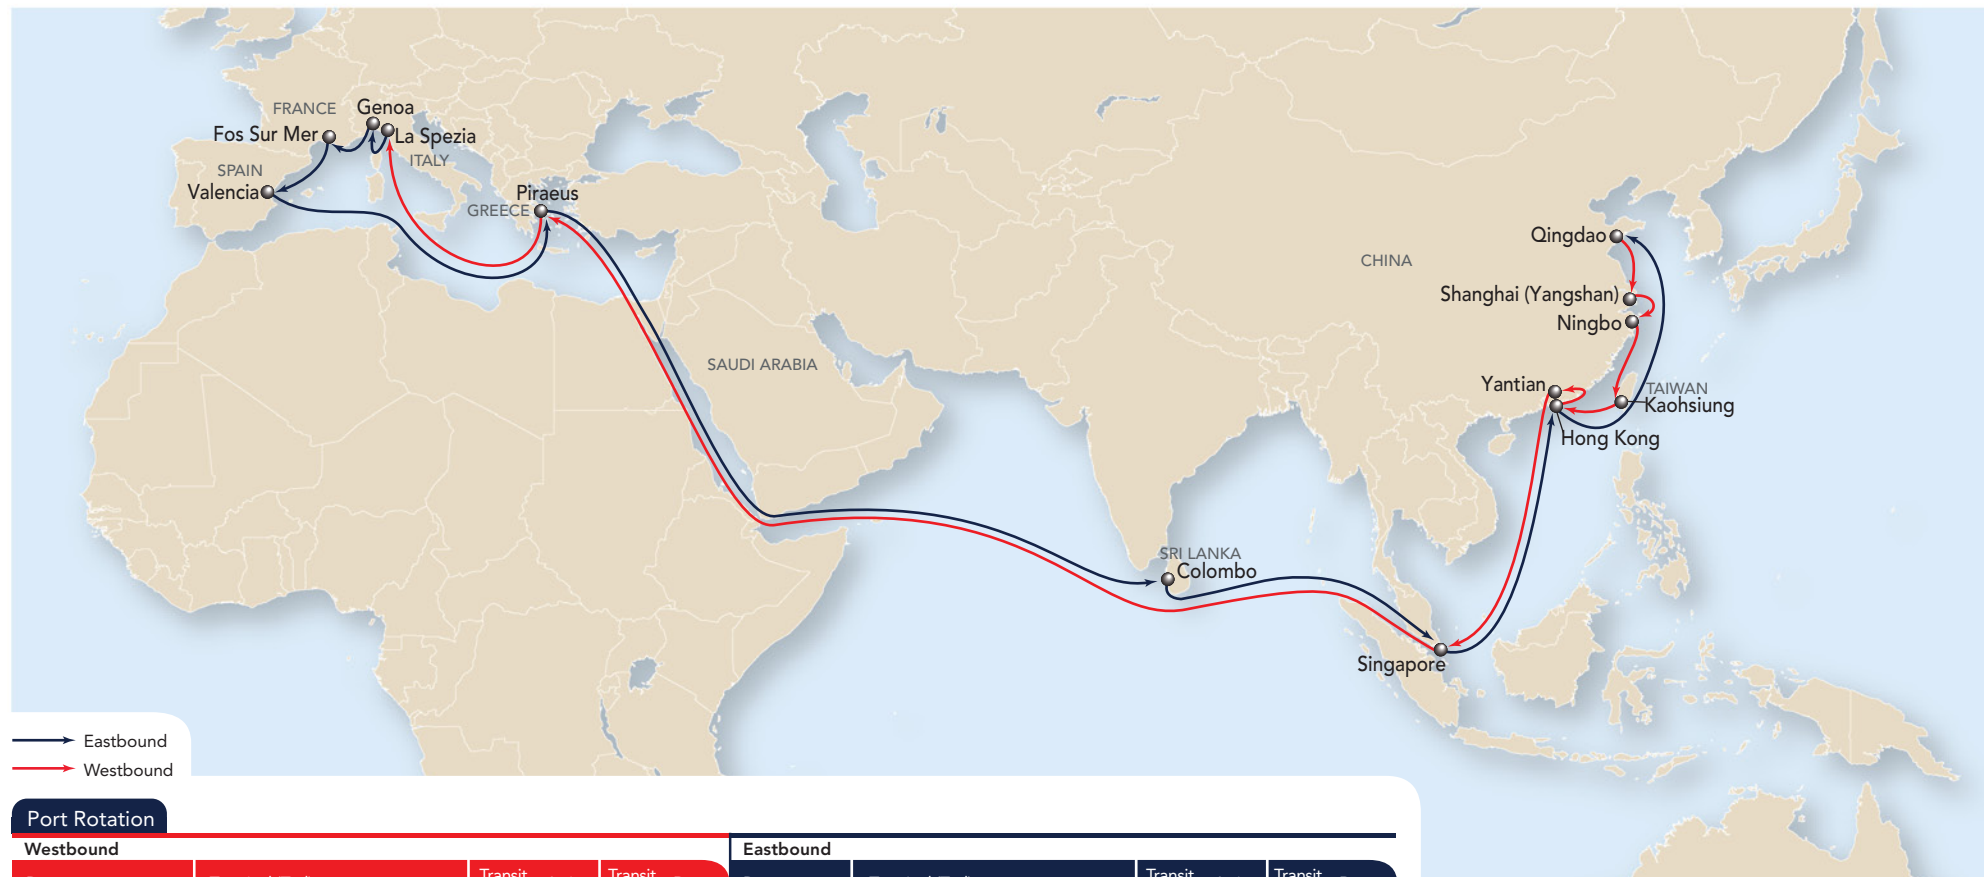 Genoa
FRANCE
Fos Sur Mer
La Spezia
ITALY
SPAIN
Valencia
Piraeus
GREECE
Qingdao
CHINA
Shanghai (Yangshan)
Ningbo
SAUDI ARABIA
Yantian
TAIWAN
Kaohsiung
Hong Kong
SRI LANKA
Colombo
Singapore
Eastbound
Westbound
Port Rotation
Westbound
Eastbound
Transit
Transit
Transit
Transit